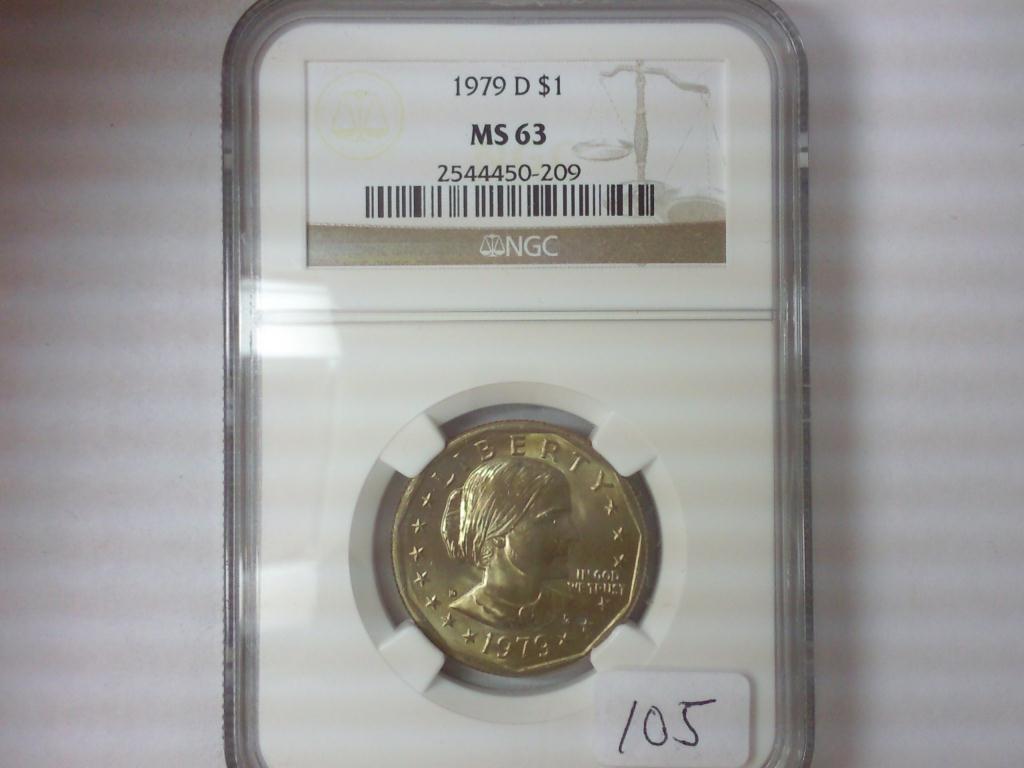 1979 D $1
MS 63
2544450-209
NGC
LIBERTY
IN GOD
WE TRUST
D
1979
105